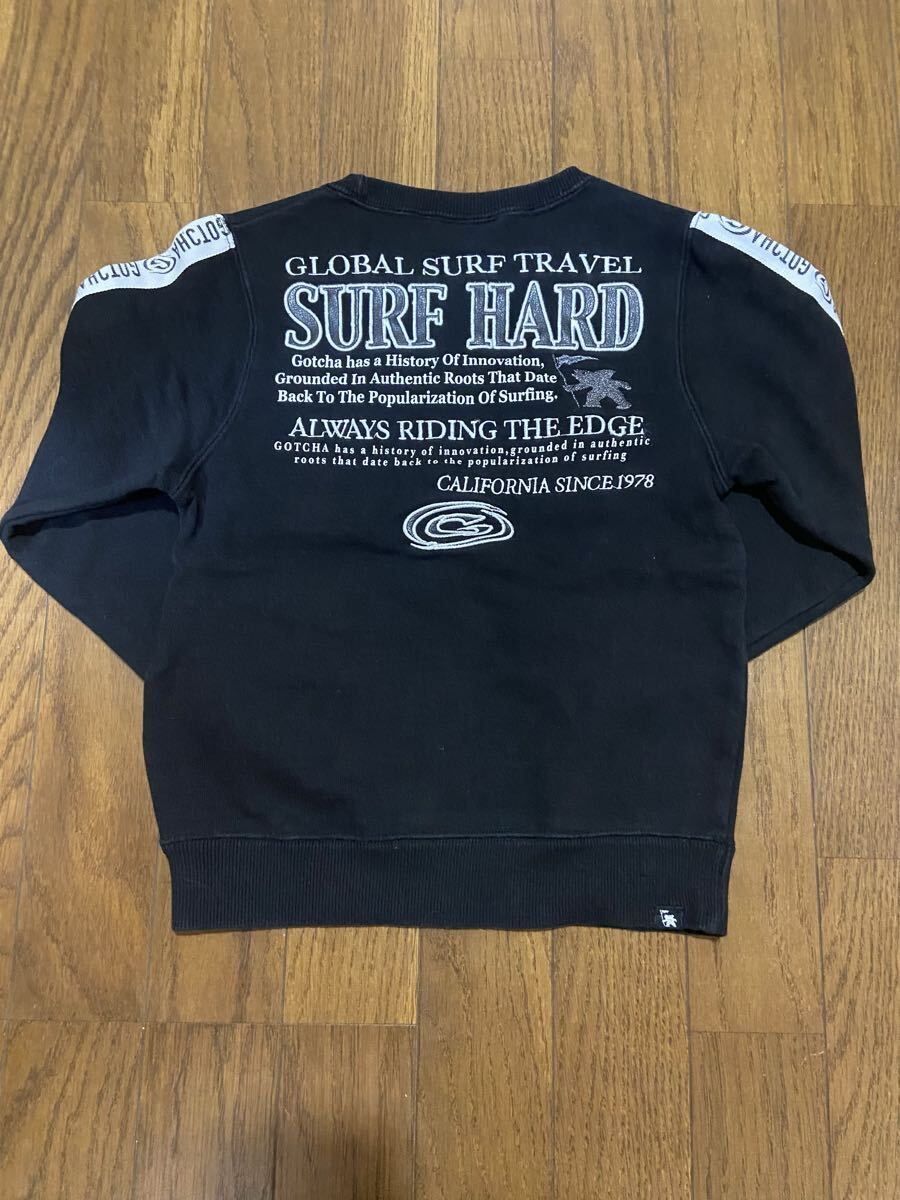 GLOBAL SURF TRAVEL
SURF HARD
Gotcha has a History Of Innovation,
Grounded In Authentic Roots That Date
Back To The Popularization Of Surfing.
ALWAYS RIDING THE EDGE
GOTCHA has a history of innovation,grounded in authentic
roots that date back to the popularization of surfing
CALIFORNIA SINCE 1978
G
GOTCHA
GOTCHA
GOTCHA